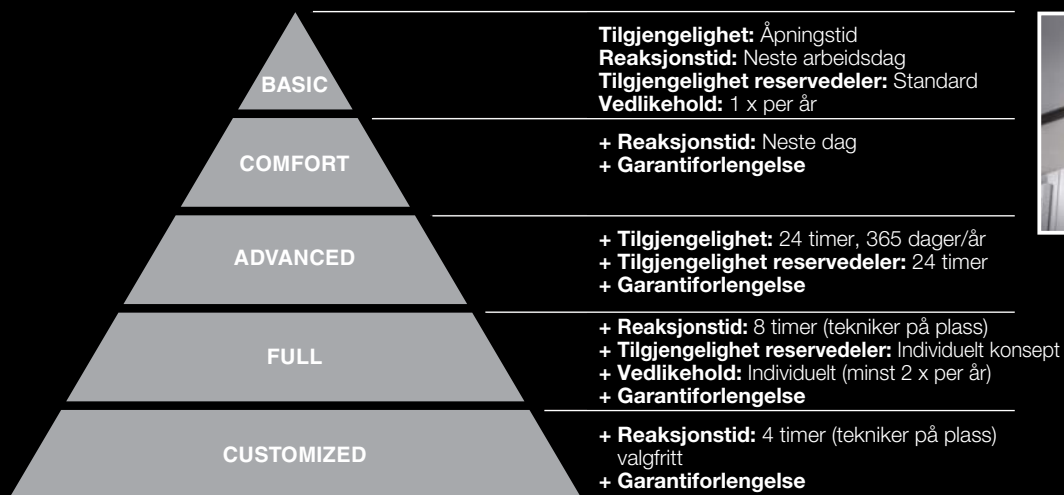 BASIC
Tilgjengelighet: Åpningstid
Reaksjonstid: Neste arbeidsdag
Tilgjengelighet reservedeler: Standard
Vedlikehold: 1 x per år
COMFORT
+ Reaksjonstid: Neste dag
+ Garantiforlengelse
ADVANCED
+ Tilgjengelighet: 24 timer, 365 dager/år
+ Tilgjengelighet reservedeler: 24 timer
+ Garantiforlengelse
FULL
+ Reaksjonstid: 8 timer (tekniker på plass)
+ Tilgjengelighet reservedeler: Individuelt konsept
+ Vedlikehold: Individuelt (minst 2 x per år)
+ Garantiforlengelse
CUSTOMIZED
+ Reaksjonstid: 4 timer (tekniker på plass)
valgfritt
+ Garantiforlengelse